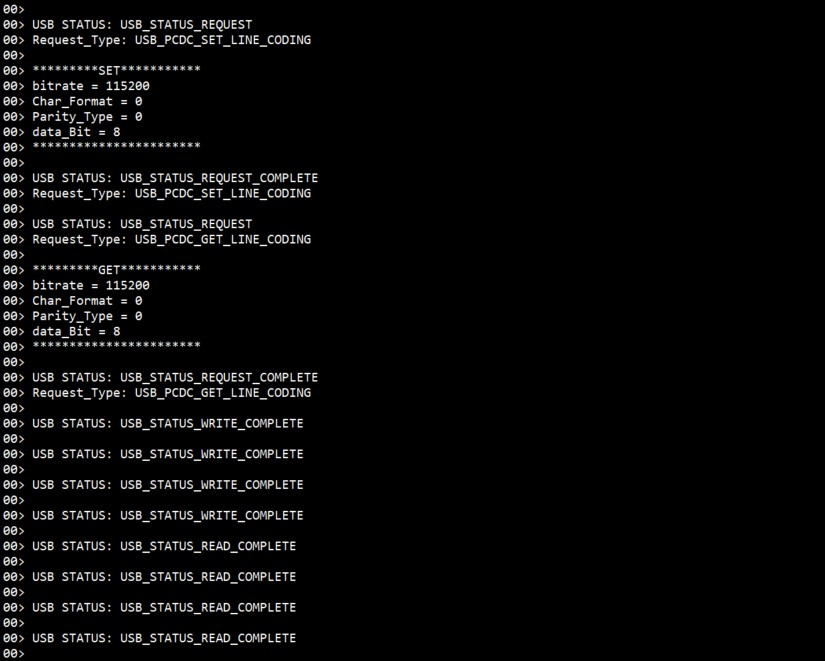 00>
00> USB STATUS: USB_STATUS_REQUEST
00> Request_Type: USB_PCDC_SET_LINE_CODING
00>
00> *********SET***********
00> bitrate = 115200
00> Char_Format = 0
00> Parity_Type = 0
00> data_Bit = 8
00> ***********************
00>
00> USB STATUS: USB_STATUS_REQUEST_COMPLETE
00> Request_Type: USB_PCDC_SET_LINE_CODING
00>
00> USB STATUS: USB_STATUS_REQUEST
00> Request_Type: USB_PCDC_GET_LINE_CODING
00>
00> *********GET***********
00> bitrate = 115200
00> Char_Format = 0
00> Parity_Type = 0
00> data_Bit = 8
00> ***********************
00>
00> USB STATUS: USB_STATUS_REQUEST_COMPLETE
00> Request_Type: USB_PCDC_GET_LINE_CODING
00>
00> USB STATUS: USB_STATUS_WRITE_COMPLETE
00>
00> USB STATUS: USB_STATUS_WRITE_COMPLETE
00>
00> USB STATUS: USB_STATUS_WRITE_COMPLETE
00>
00> USB STATUS: USB_STATUS_WRITE_COMPLETE
00>
00> USB STATUS: USB_STATUS_READ_COMPLETE
00>
00> USB STATUS: USB_STATUS_READ_COMPLETE
00>
00> USB STATUS: USB_STATUS_READ_COMPLETE
00>
00> USB STATUS: USB_STATUS_READ_COMPLETE
00>